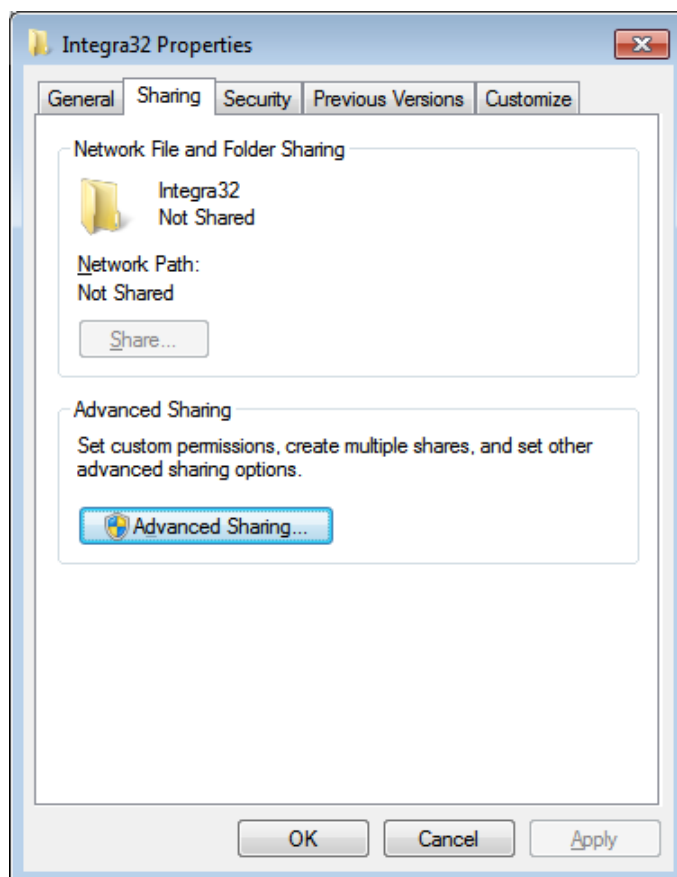 Integra32 Properties
General Sharing Security Previous Versions Customize
Network File and Folder Sharing
Integra32
Not Shared
Network Path:
Not Shared
Share...
Advanced Sharing
Set custom permissions, create multiple shares, and set other
advanced sharing options.
Advanced Sharing...
OK Cancel Apply